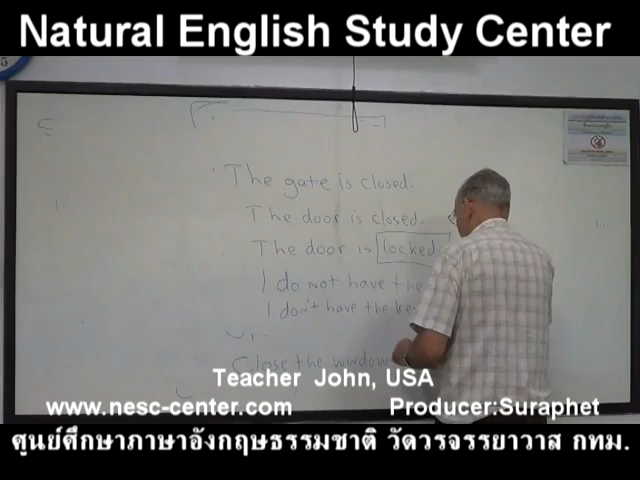 Natural English Study Center
The gate is closed.
The door is closed.
The door is locked.
I do not have the
I don't have the
Close the window
Teacher John, USA
www.nesc-center.com Producer:Suraphet
ศูนย์ศึกษาภาษาอังกฤษธรรมชาติ วัดวรจรรยาวาส กทม.